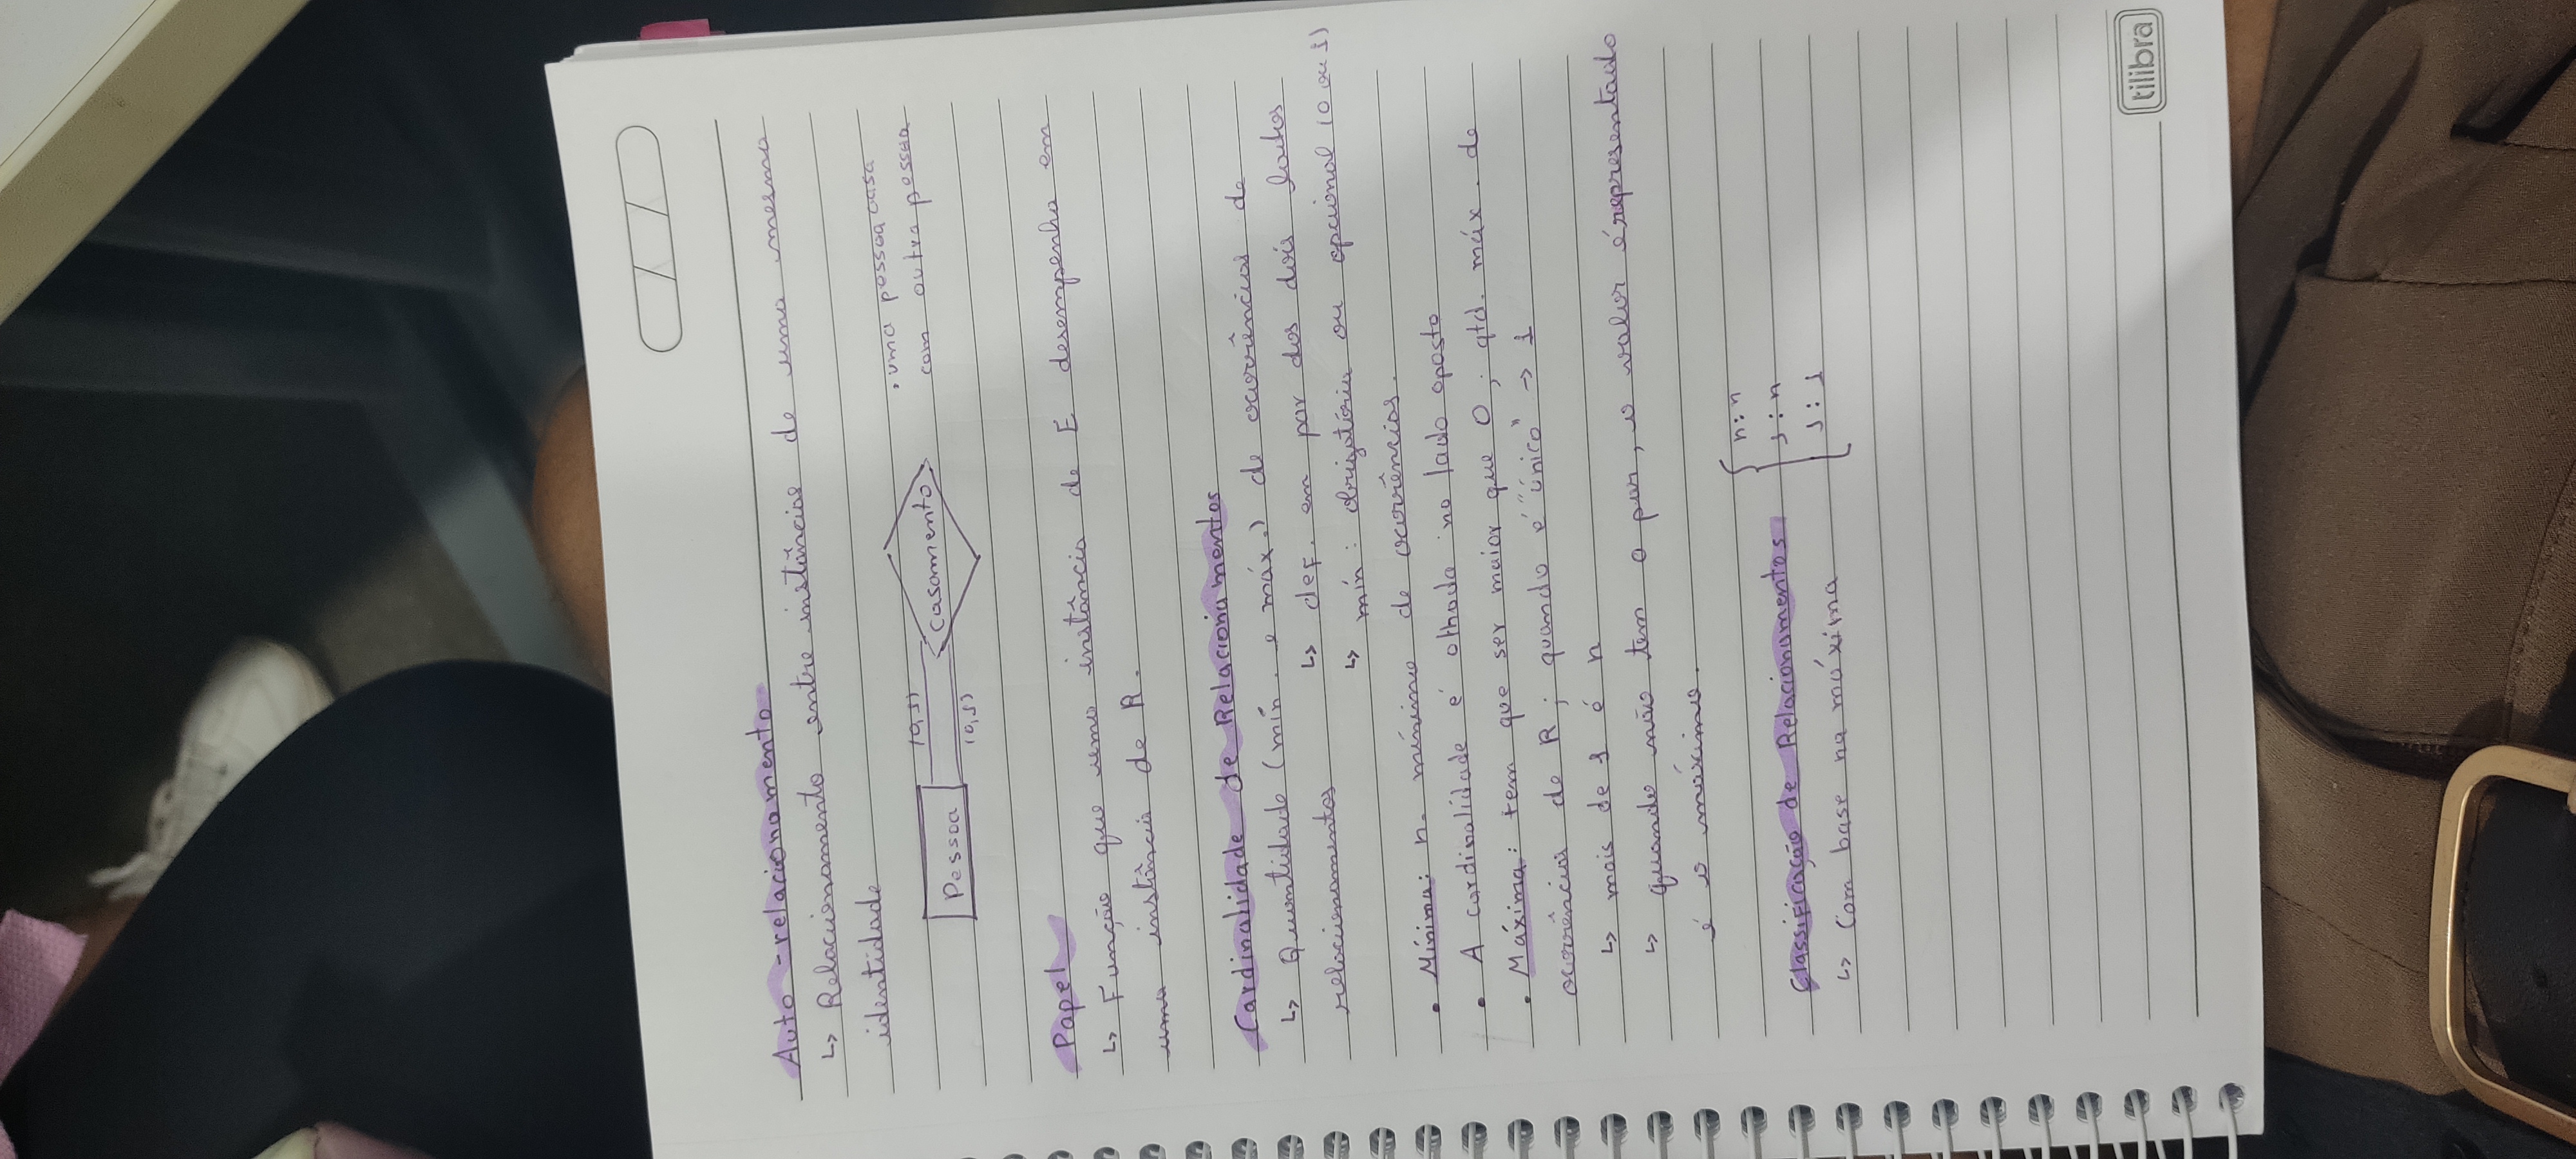 Auto-relacionamento
↳ Relacionamento entre instâncias de uma mesma
identidade
(0,1)
Pessoa
Casamento
(0,1)
• uma pessoa casa
com outra pessoa
Papel
↳ Função que uma instância de E desempenha em
uma instância de R.
Cardinalidade de Relacionamentos
↳ Quantidade (mín. e máx.) de ocorrências de
relacionamentos
↳ def. em par dos dois lados
↳ mín: obrigatória ou opcional (0 ou 1)
• Mínima: n. mínimo de ocorrências.
• A cardinalidade é olhada no lado oposto
• Máxima: tem que ser maior que 0; qtd. máx. de
ocorrências de R; quando é "único" → 1
↳ mais de 1 é n
↳ quando não tem o par, o valor é representado
é o máximo.
Classificação de Relacionamentos
↳ Com base na máxima
n:n
1:n
1:1
tilibra